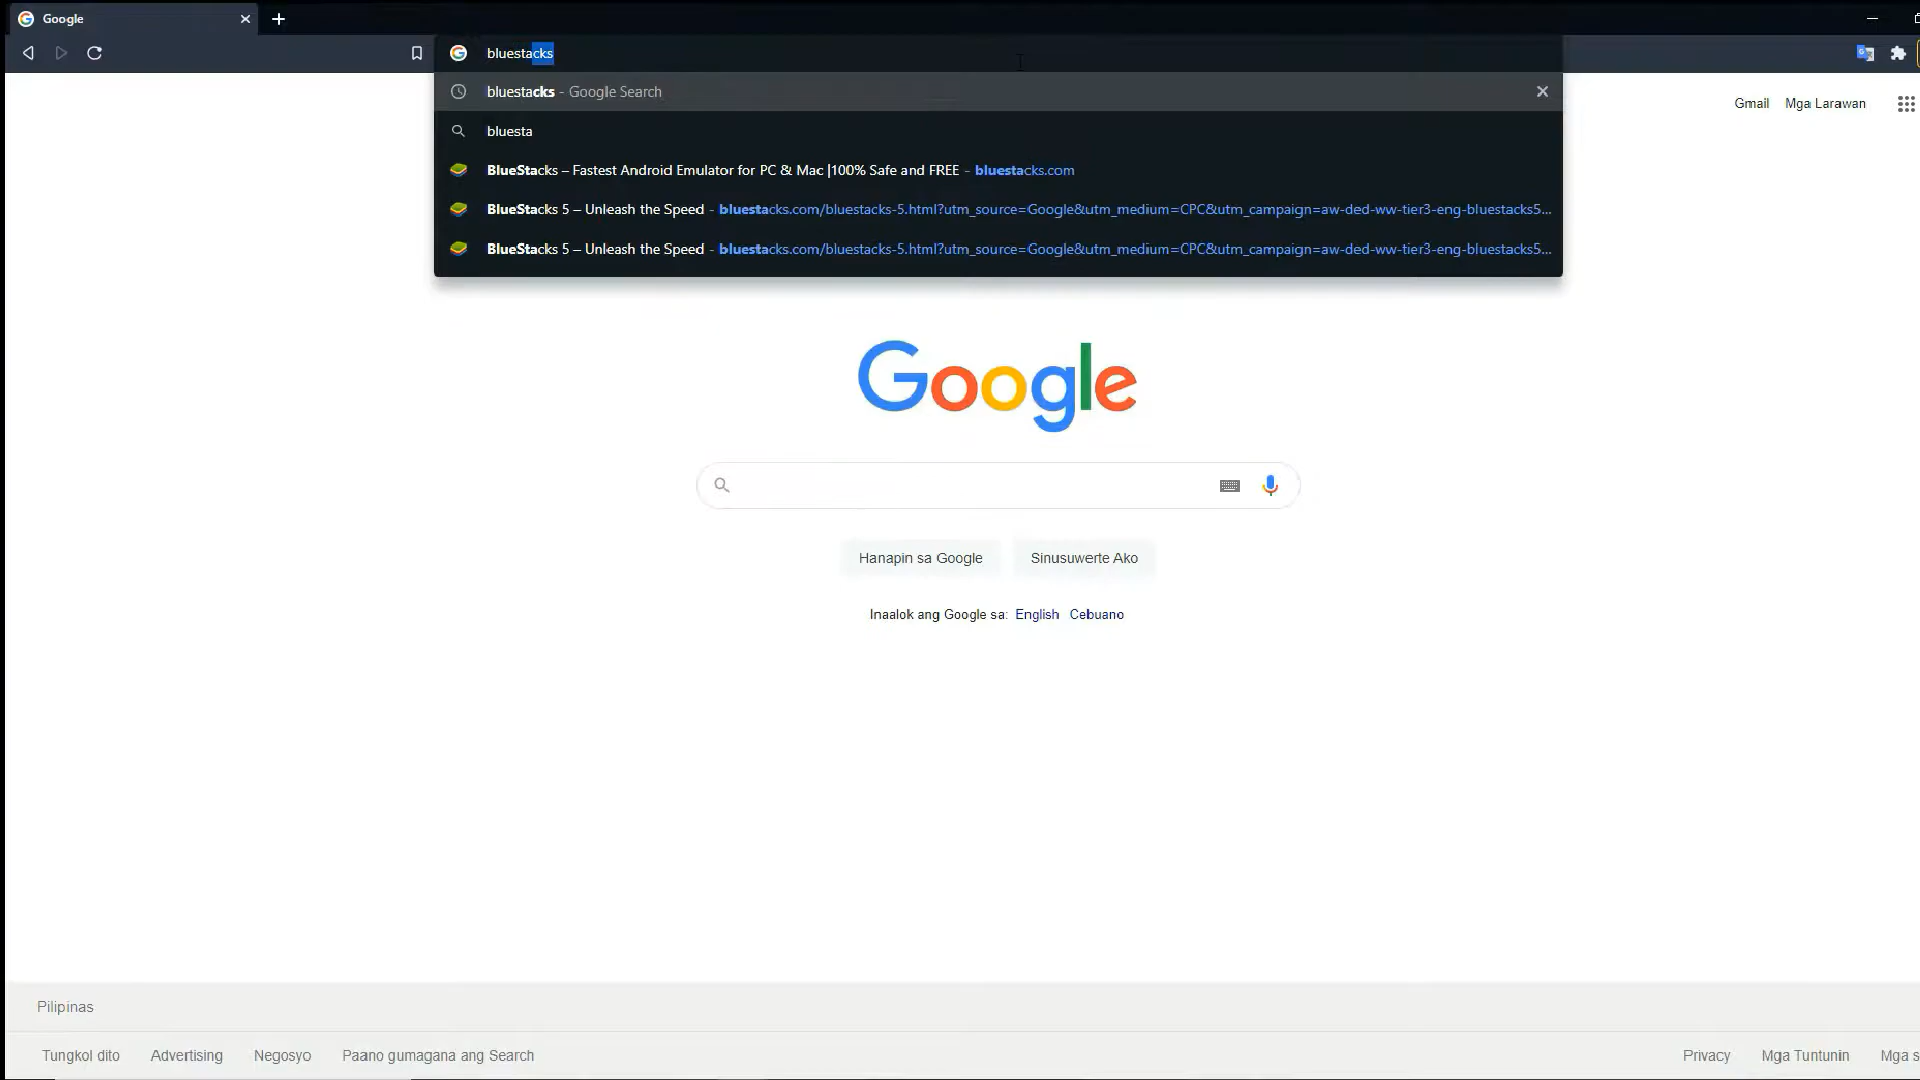 Google
bluestacks
bluestacks - Google Search
bluesta
BlueStacks – Fastest Android Emulator for PC & Mac |100% Safe and FREE - bluestacks.com
BlueStacks 5 – Unleash the Speed - bluestacks.com/bluestacks-5.html?utm_source=Google&utm_medium=CPC&utm_campaign=aw-ded-ww-tier3-eng-bluestacks5...
BlueStacks 5 – Unleash the Speed - bluestacks.com/bluestacks-5.html?utm_source=Google&utm_medium=CPC&utm_campaign=aw-ded-ww-tier3-eng-bluestacks5...
Gmail Mga Larawan
Google
Hanapin sa Google Sinusuwerte Ako
Inaalok ang Google sa: English Cebuano
Pilipinas
Tungkol dito Advertising Negosyo Paano gumagana ang Search Privacy Mga Tuntunin Mga s